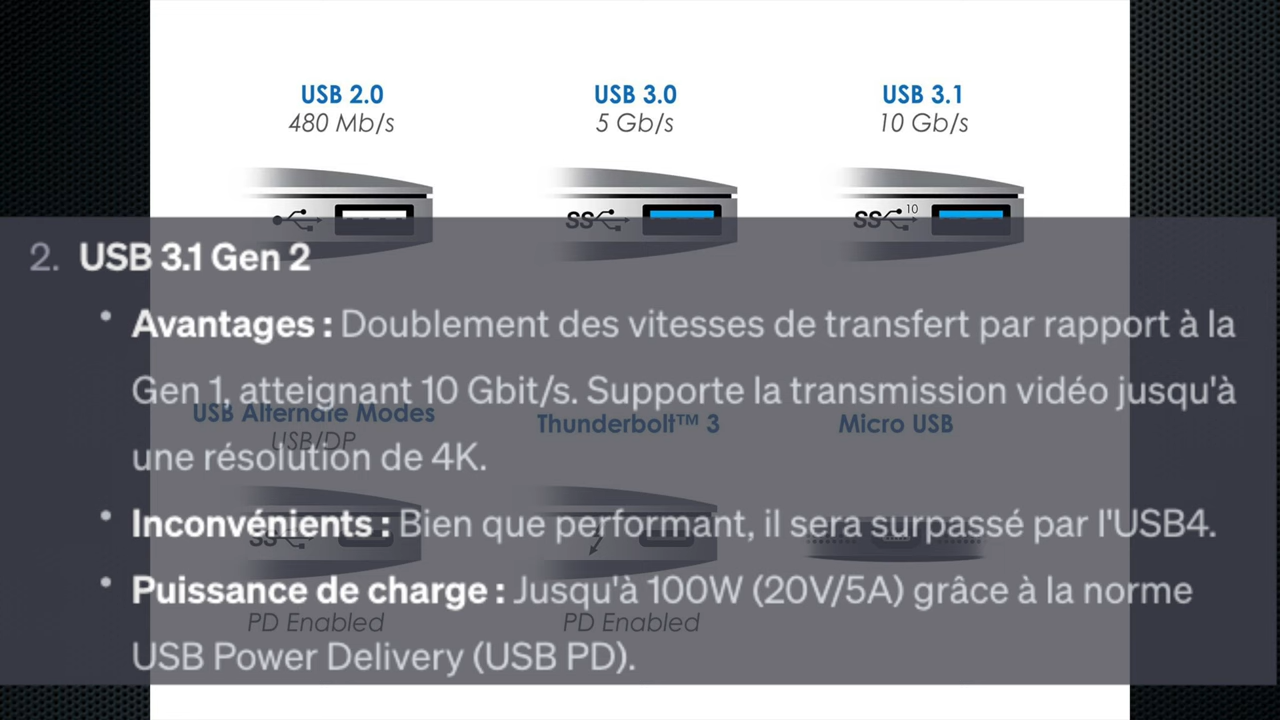 USB 2.0
480 Mb/s
USB 3.0
5 Gb/s
USB 3.1
10 Gb/s
SS
SS 10
2. USB 3.1 Gen 2
• Avantages : Doublement des vitesses de transfert par rapport à la
Gen 1, atteignant 10 Gbit/s. Supporte la transmission vidéo jusqu'à
une résolution de 4K.
• Inconvénients : Bien que performant, il sera surpassé par l'USB4.
• Puissance de charge : Jusqu'à 100W (20V/5A) grâce à la norme
USB Power Delivery (USB PD).
USB Alternate Modes
USB/DP
Thunderbolt™ 3
Micro USB
SS
PD Enabled
PD Enabled